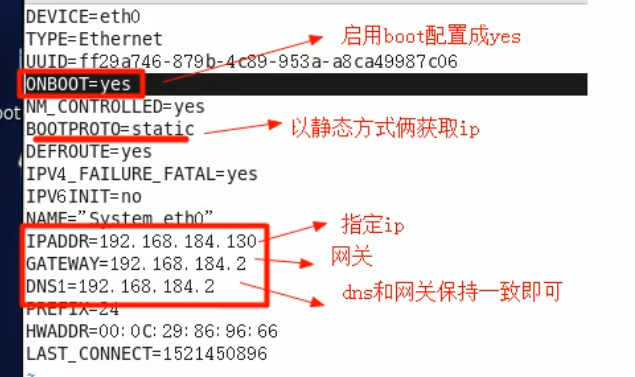 DEVICE=eth0
TYPE=Ethernet
启用boot配置成yes
UUID=ff29a746-879b-4c89-953a-a8ca49987c06
ONBOOT=yes
oot
NM_CONTROLLED=yes
BOOTPROTO=static
以静态方式俩获取ip
DEFROUTE=yes
IPV4_FAILURE_FATAL=yes
IPV6INIT=no
NAME="System eth0"
指定ip
IPADDR=192.168.184.130
网关
GATEWAY=192.168.184.2
DNS1=192.168.184.2
dns和网关保持一致即可
PREFIX=24
HWADDR=00:0C:29:86:96:66
LAST_CONNECT=1521450896
~